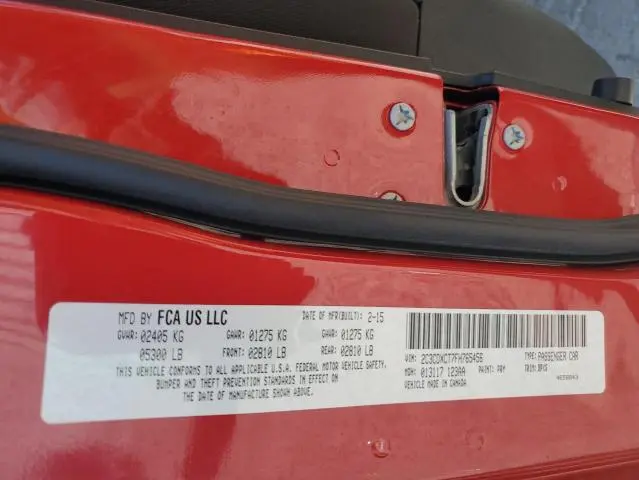 MFD BY FCA US LLC
DATE OF MFR(BUILT): 2-15
GVWR: 02405 KG GAWR: 01275 KG GAWR: 01275 KG
05300 LB FRONT: 02810 LB REAR: 02810 LB
THIS VEHICLE CONFORMS TO ALL APPLICABLE U.S.A. FEDERAL MOTOR VEHICLE SAFETY,
BUMPER AND THEFT PREVENTION STANDARDS IN EFFECT ON
THE DATE OF MANUFACTURE SHOWN ABOVE.
VIN: 2C3CDXCT7FH765456 TYPE: PASSENGER CAR
MDH: 013117 123AA PAINT: PRY TRIM:
VEHICLE MADE IN CANADA